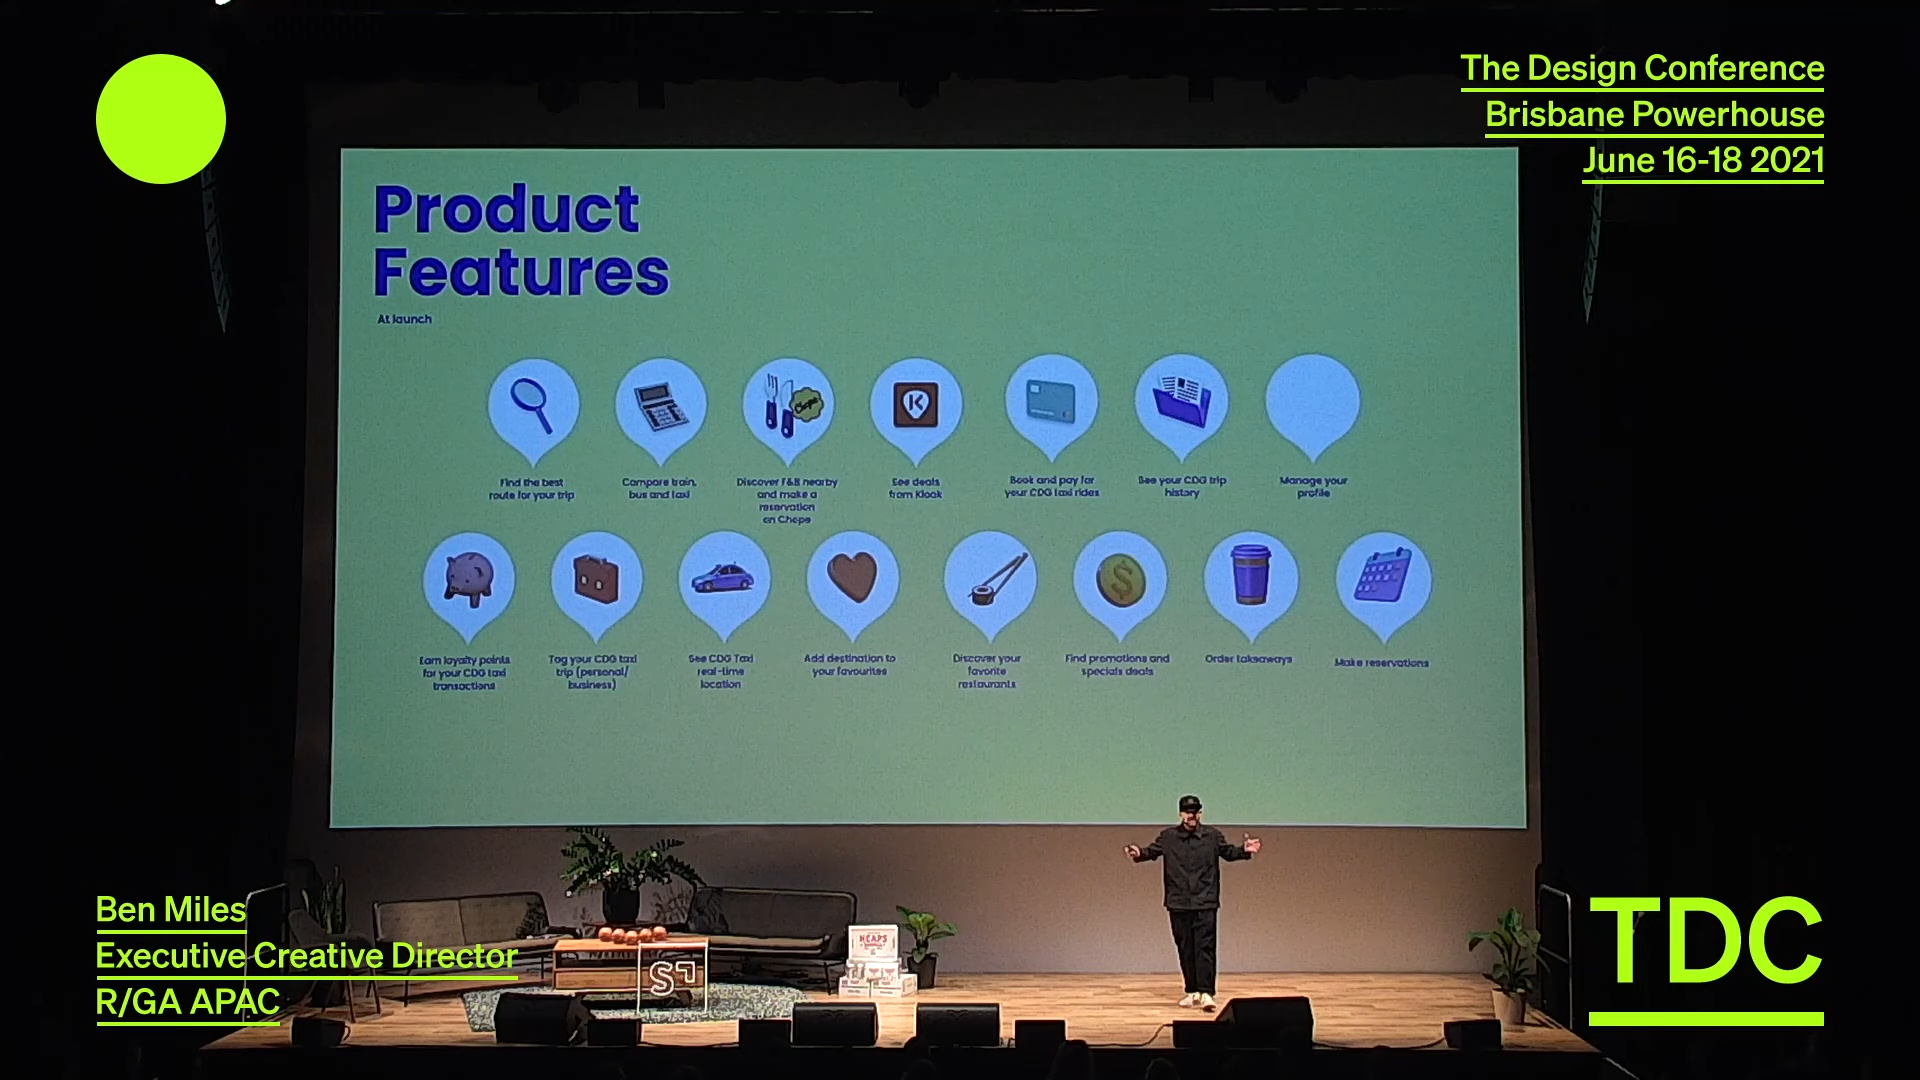 The Design Conference
Brisbane Powerhouse
June 16-18 2021
Product
Features
At launch
Find the best
route for your trip
Compare train,
bus and taxi
Discover F&B nearby
and make a
reservation
on Chope
Chope
See deals
from Klook
K
Book and pay for
your CDG taxi rides
See your CDG trip
history
Manage your
profile
Earn loyalty points
for your CDG taxi
transactions
Tag your CDG taxi
trip (personal/
business)
See CDG Taxi
real-time
location
Add destination to
your favourites
Discover your
favorite
restaurants
$
Find promotions and
specials deals
Order takeaways
Make reservations
HEAPS
Ben Miles
Executive Creative Director
R/GA APAC
TDC